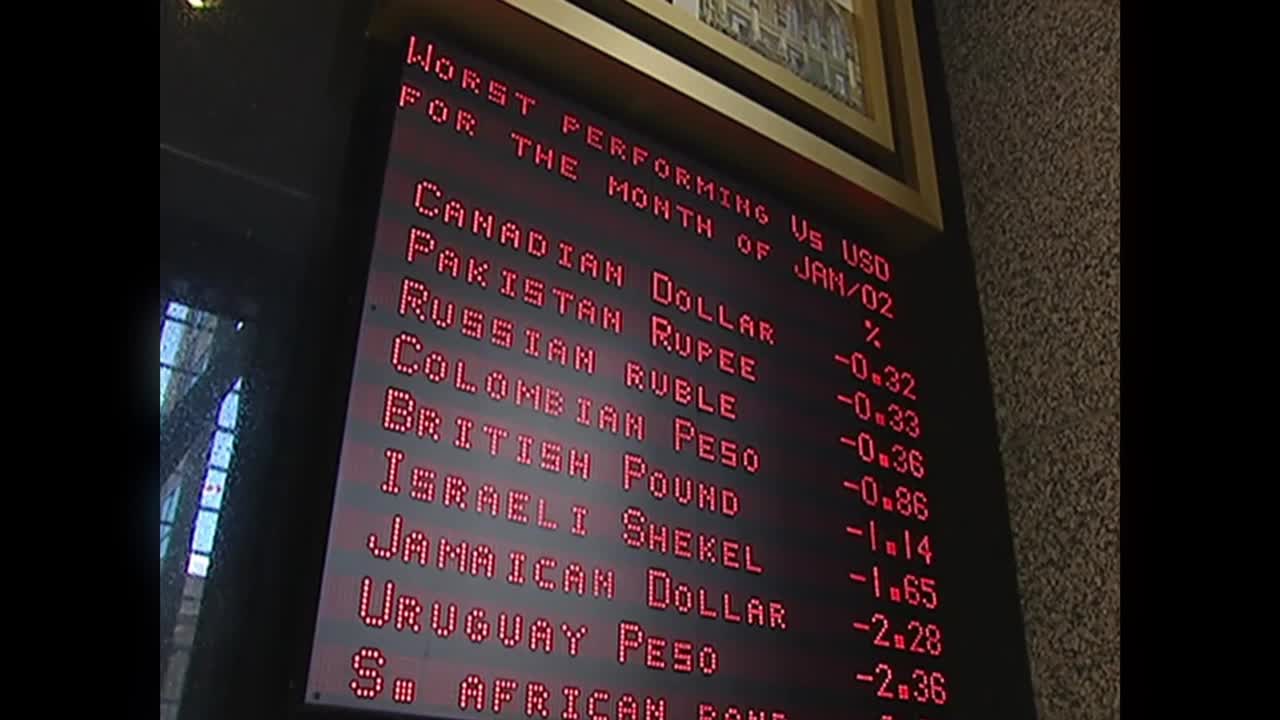 Worst performing Vs USD
for the month of JAN/02
%
Canadian Dollar -0.32
Pakistan Rupee -0.33
Russian ruble -0.36
Colombian Peso -0.86
British Pound -1.14
Israeli Shekel -1.65
Jamaican Dollar -2.28
Uruguay Peso -2.36
S. african rand